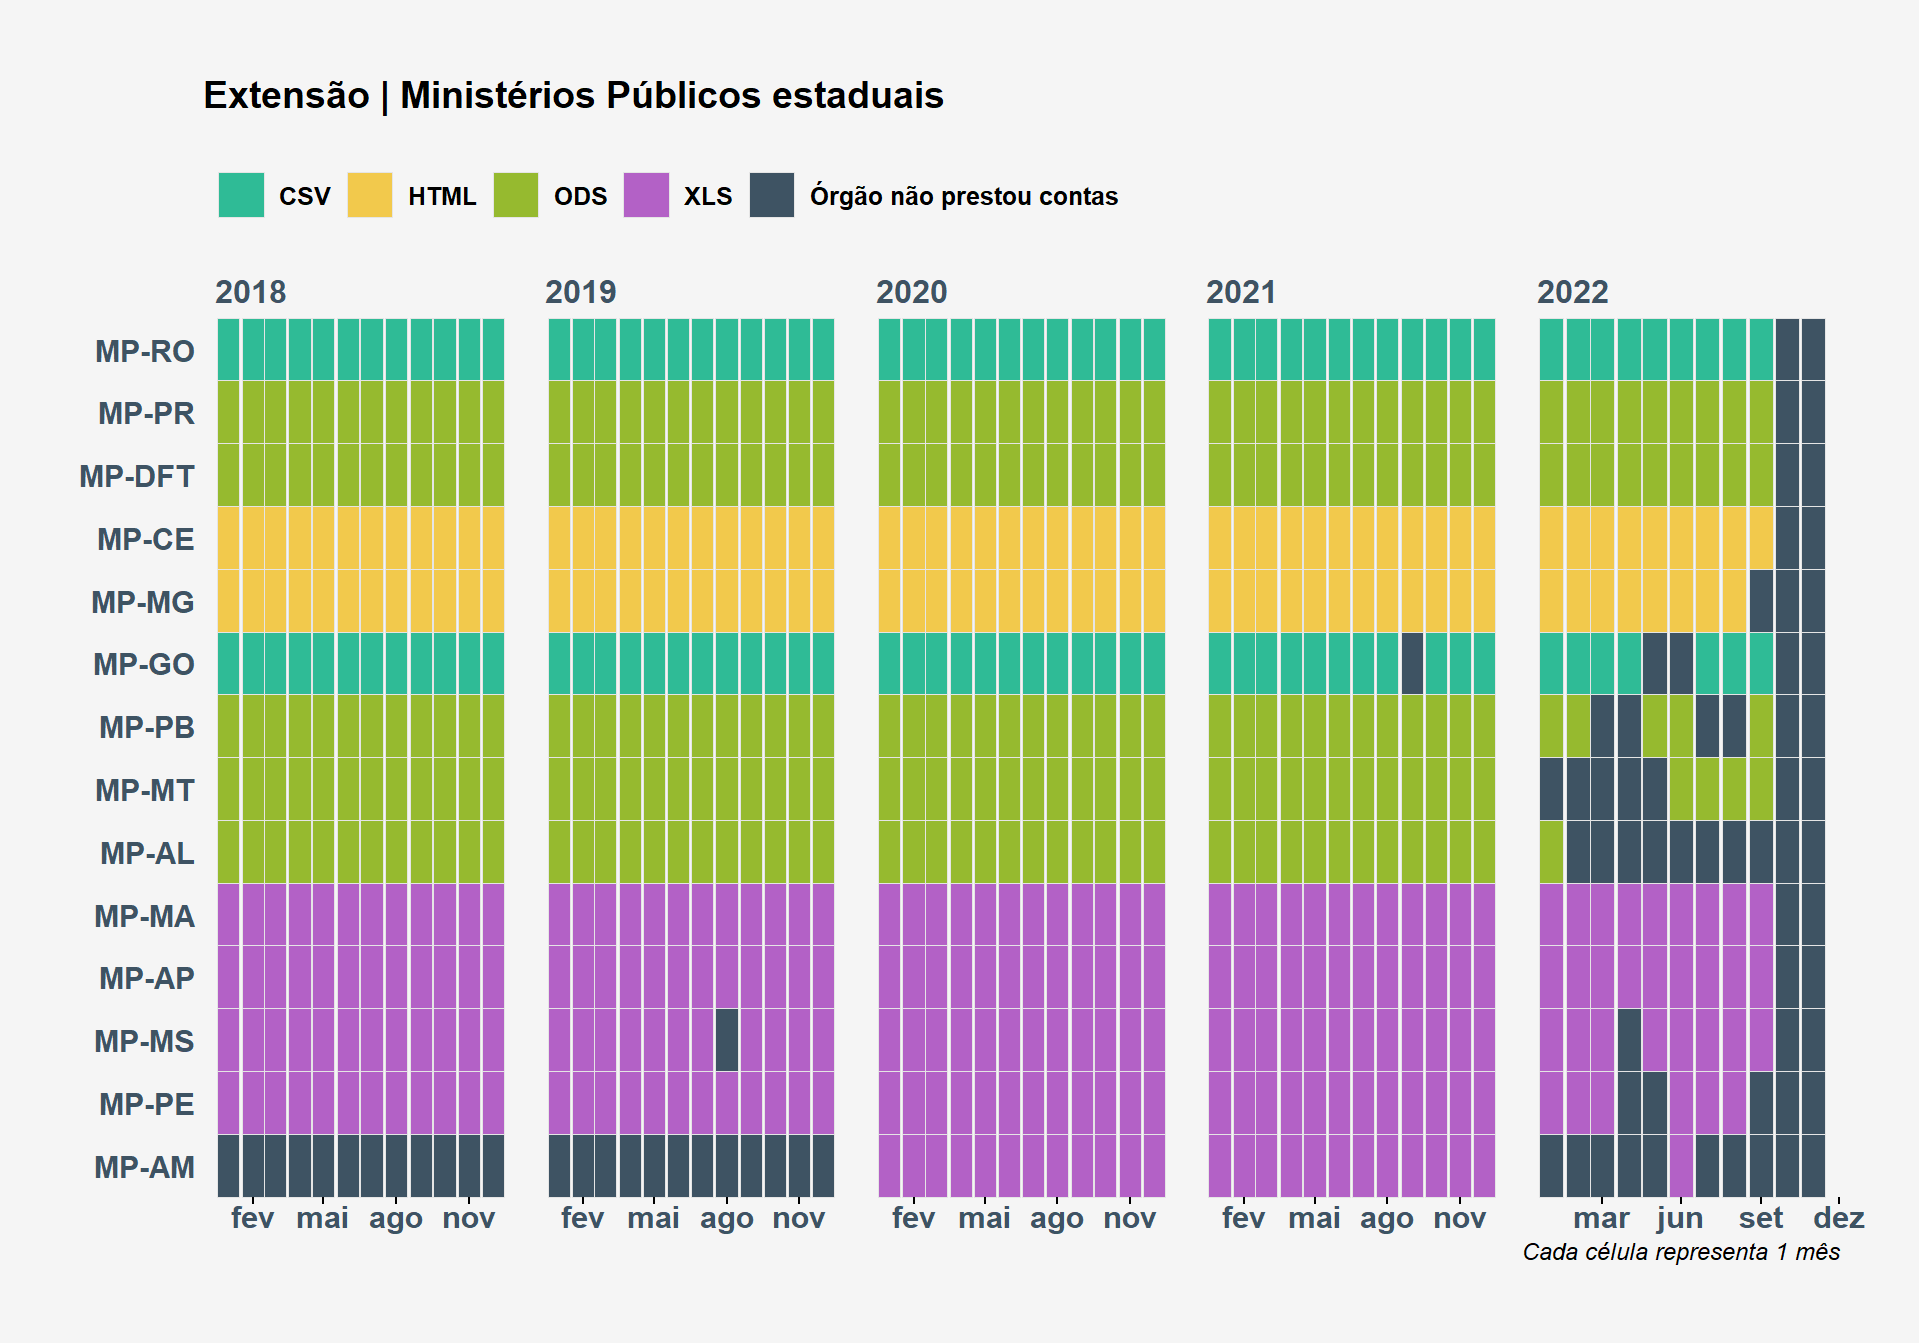 Extensão | Ministérios Públicos estaduais
CSV HTML ODS XLS Órgão não prestou contas
2018 2019 2020 2021 2022
MP-RO
MP-PR
MP-DFT
MP-CE
MP-MG
MP-GO
MP-PB
MP-MT
MP-AL
MP-MA
MP-AP
MP-MS
MP-PE
MP-AM
fev mai ago nov fev mai ago nov fev mai ago nov fev mai ago nov mar jun set dez
Cada célula representa 1 mês